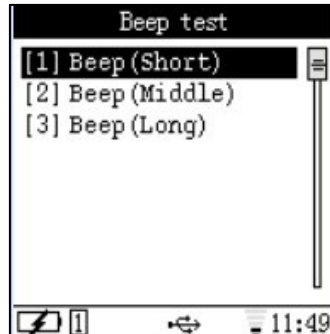 Beep test
[1] Beep(Short)
[2] Beep(Middle)
[3] Beep(Long)
1 11:49